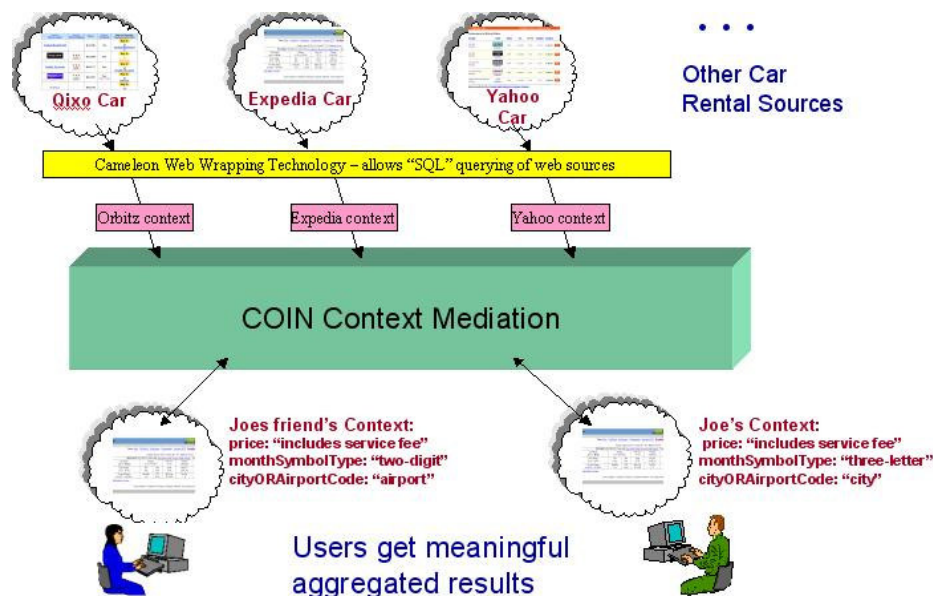 Qixo Car
Expedia Car
Yahoo
Car
. . .
Other Car
Rental Sources
Cameleon Web Wrapping Technology – allows “SQL” querying of web sources
Orbitz context
Expedia context
Yahoo context
COIN Context Mediation
Joes friend’s Context:
price: “includes service fee”
monthSymbolType: “two-digit”
cityORAirportCode: “airport”
Joe’s Context:
price: “includes service fee”
monthSymbolType: “three-letter”
cityORAirportCode: “city”
Users get meaningful
aggregated results